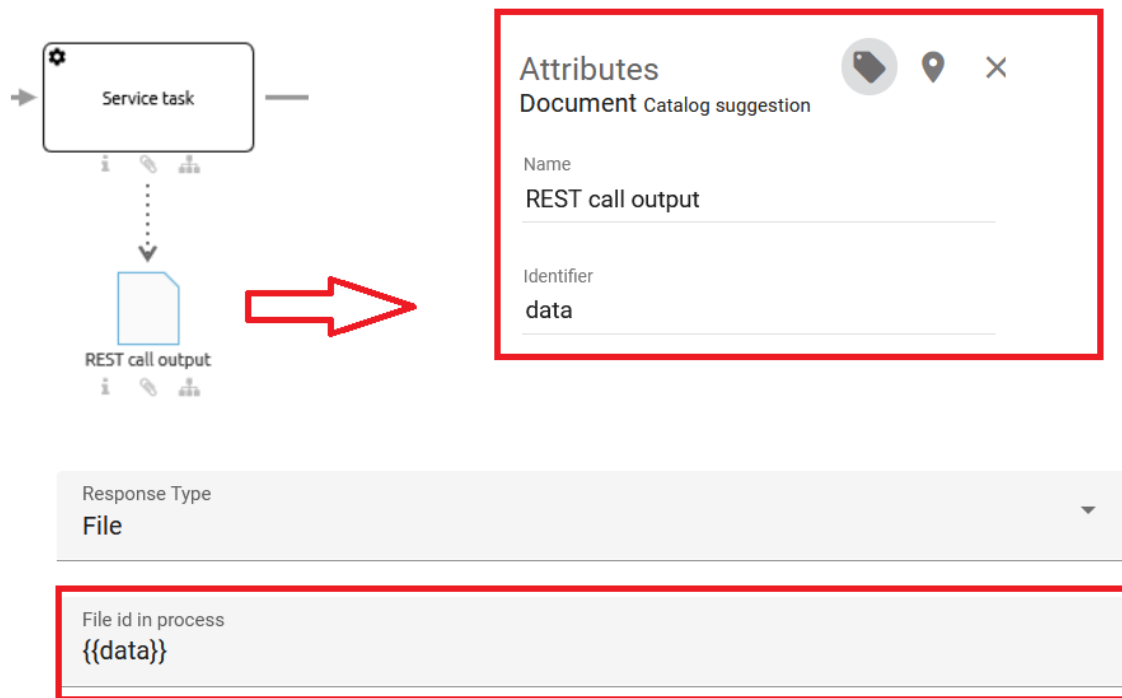 Service task
REST call output
Attributes
Document Catalog suggestion
Name
REST call output
Identifier
data
Response Type
File
File id in process
{{data}}